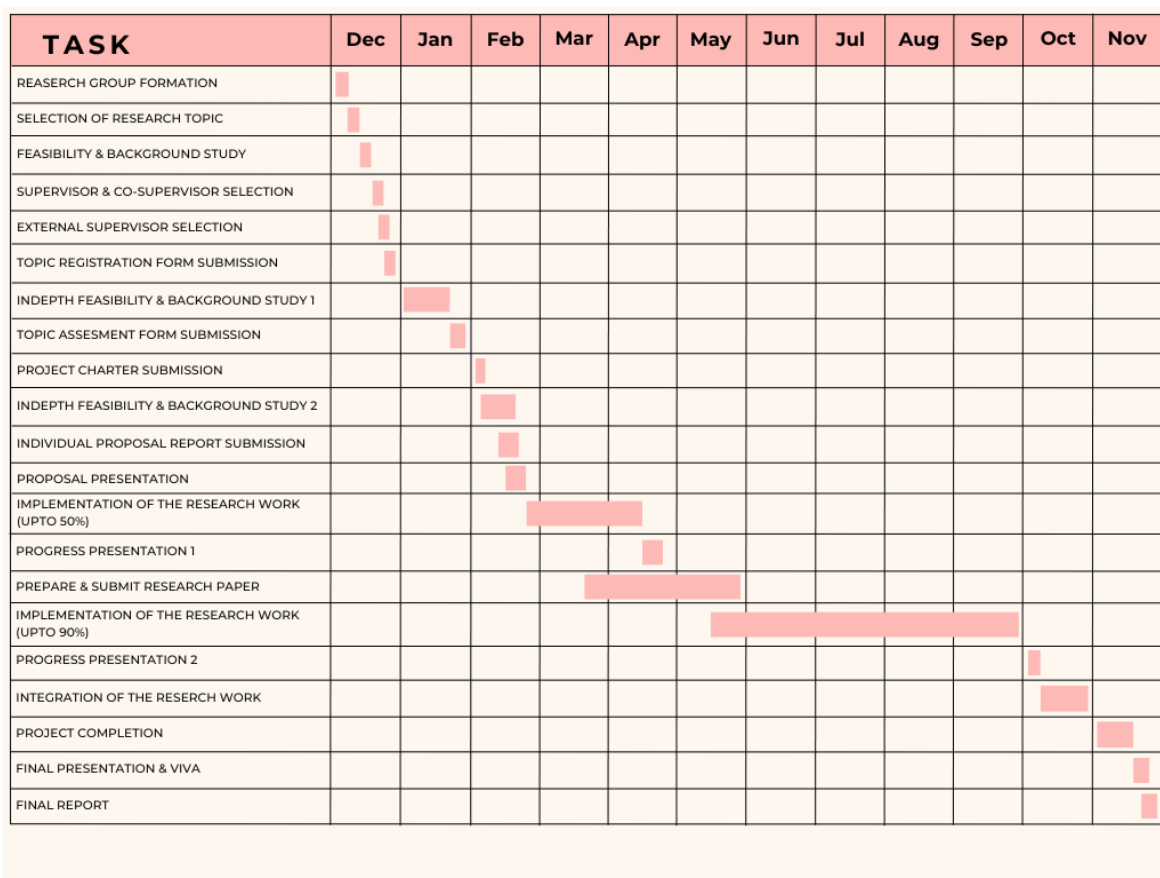 TASK Dec Jan Feb Mar Apr May Jun Jul Aug Sep Oct Nov
REASERCH GROUP FORMATION
SELECTION OF RESEARCH TOPIC
FEASIBILITY & BACKGROUND STUDY
SUPERVISOR & CO-SUPERVISOR SELECTION
EXTERNAL SUPERVISOR SELECTION
TOPIC REGISTRATION FORM SUBMISSION
INDEPTH FEASIBILITY & BACKGROUND STUDY 1
TOPIC ASSESMENT FORM SUBMISSION
PROJECT CHARTER SUBMISSION
INDEPTH FEASIBILITY & BACKGROUND STUDY 2
INDIVIDUAL PROPOSAL REPORT SUBMISSION
PROPOSAL PRESENTATION
IMPLEMENTATION OF THE RESEARCH WORK
(UPTO 50%)
PROGRESS PRESENTATION 1
PREPARE & SUBMIT RESEARCH PAPER
IMPLEMENTATION OF THE RESEARCH WORK
(UPTO 90%)
PROGRESS PRESENTATION 2
INTEGRATION OF THE RESERCH WORK
PROJECT COMPLETION
FINAL PRESENTATION & VIVA
FINAL REPORT